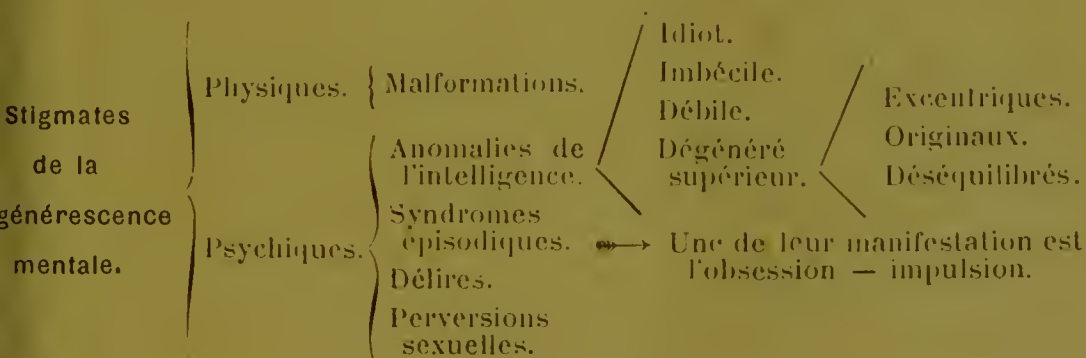 Stigmates
de la
générescence
mentale.
Physiques.
Malformations.
Psychiques.
Anomalies de
l'intelligence.
Syndromes
épisodiques.
Délires.
Perversions
sexuelles.
Idiot.
Imbécile.
Débile.
Dégénéré
supérieur.
Excentriques.
Originaux.
Déséquilibrés.
Une de leur manifestation est
l'obsession — impulsion.